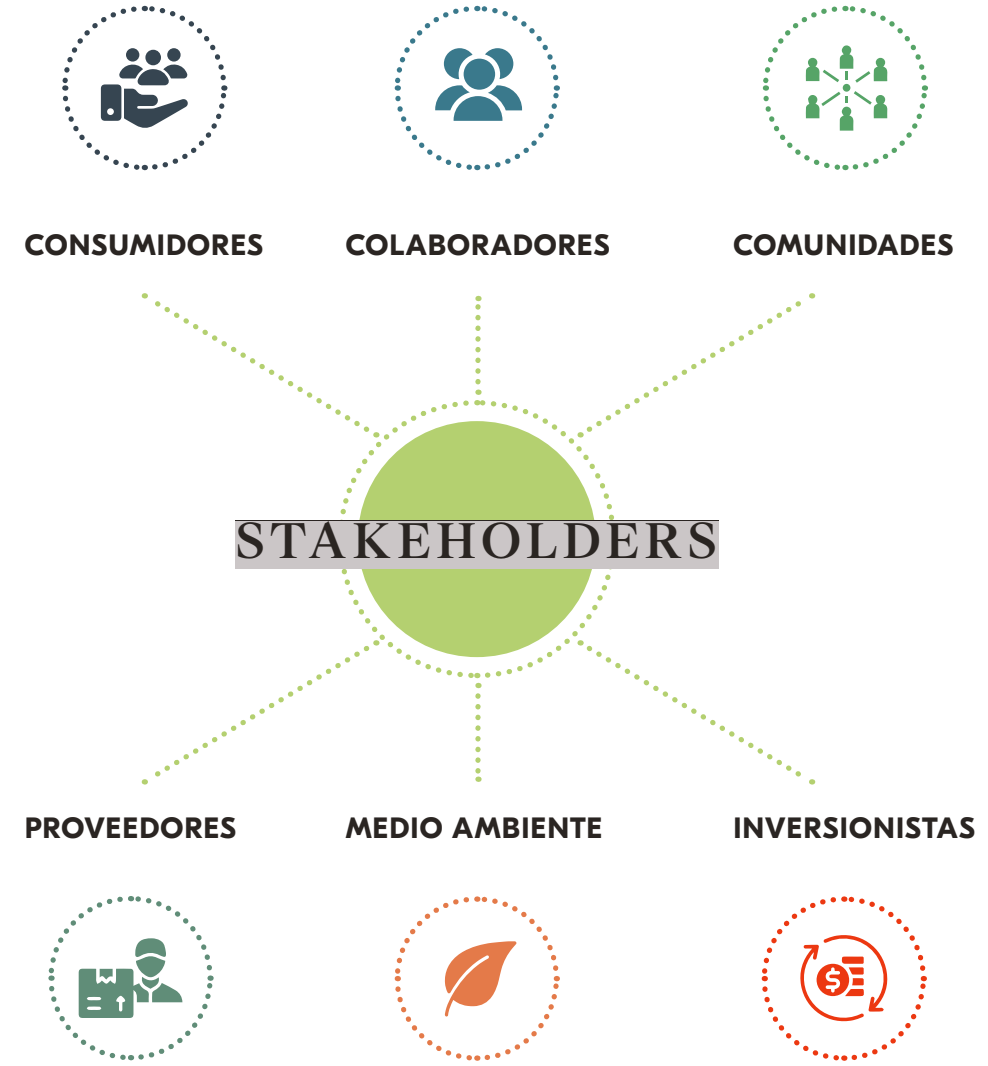 CONSUMIDORES
COLABORADORES
COMUNIDADES
STAKEHOLDERS
PROVEEDORES
MEDIO AMBIENTE
INVERSIONISTAS
$